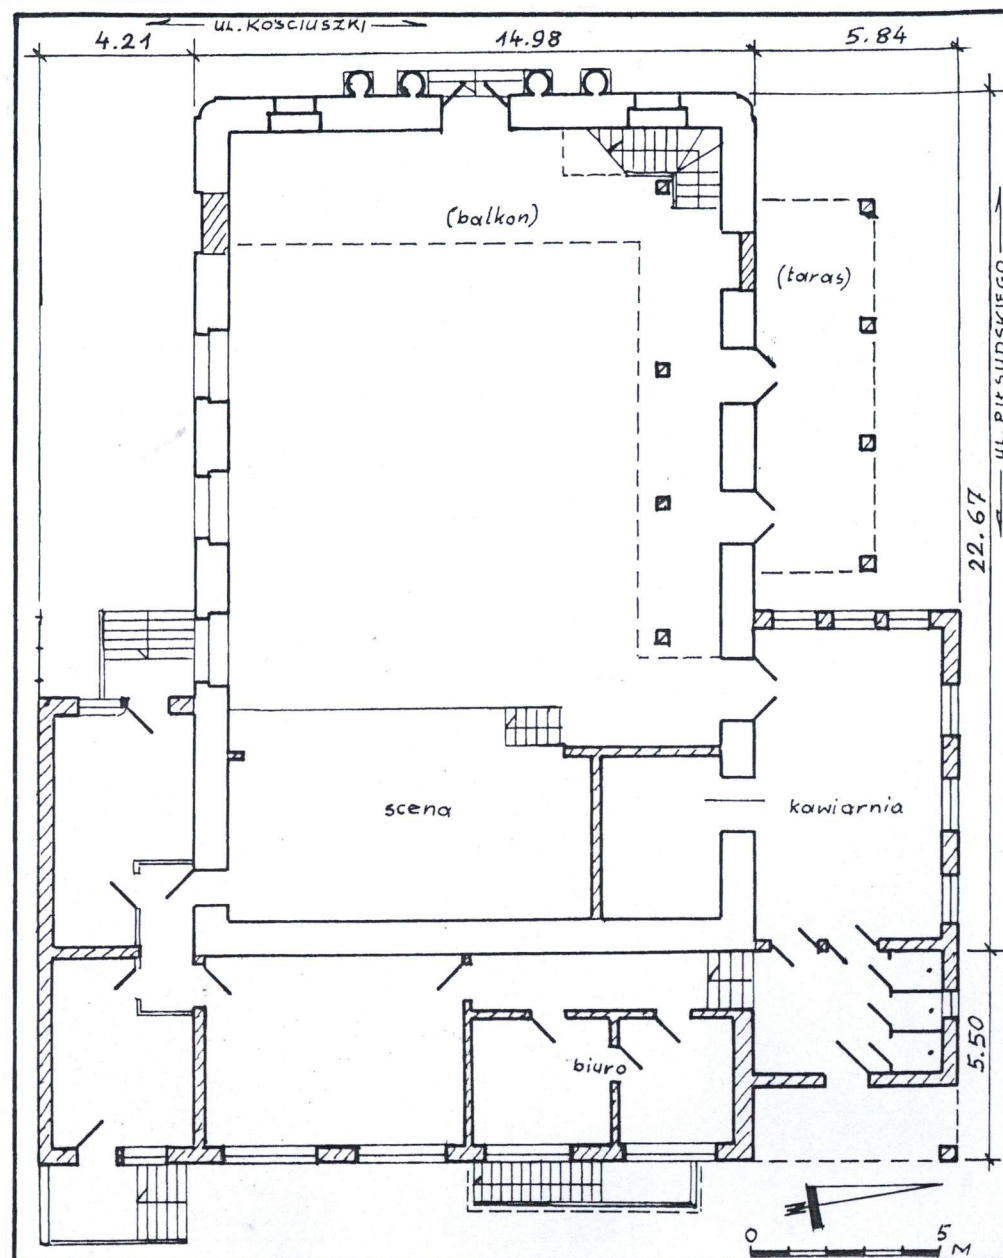 ul. KOŚCIUSZKI
4.21
14.98
5.84
(balkon)
(taras)
UL. PIŁSUDSKIEGO
22.67
scena
kawiarnia
biuro
5.50
N
0 5
M